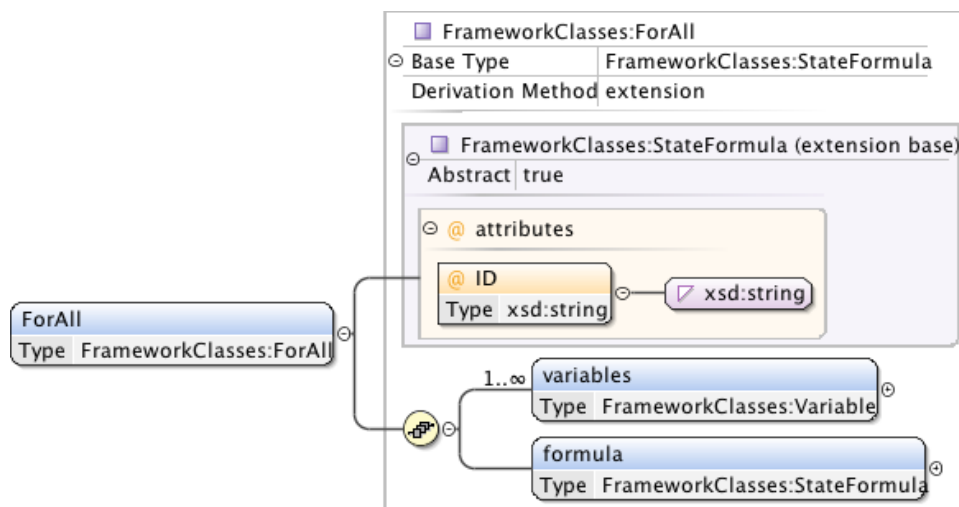 FrameworkClasses:ForAll
Base Type FrameworkClasses:StateFormula
Derivation Method extension
FrameworkClasses:StateFormula (extension base)
Abstract true
@ attributes
@ ID
Type xsd:string
xsd:string
ForAll
Type FrameworkClasses:ForAll
1..∞
variables
Type FrameworkClasses:Variable
formula
Type FrameworkClasses:StateFormula